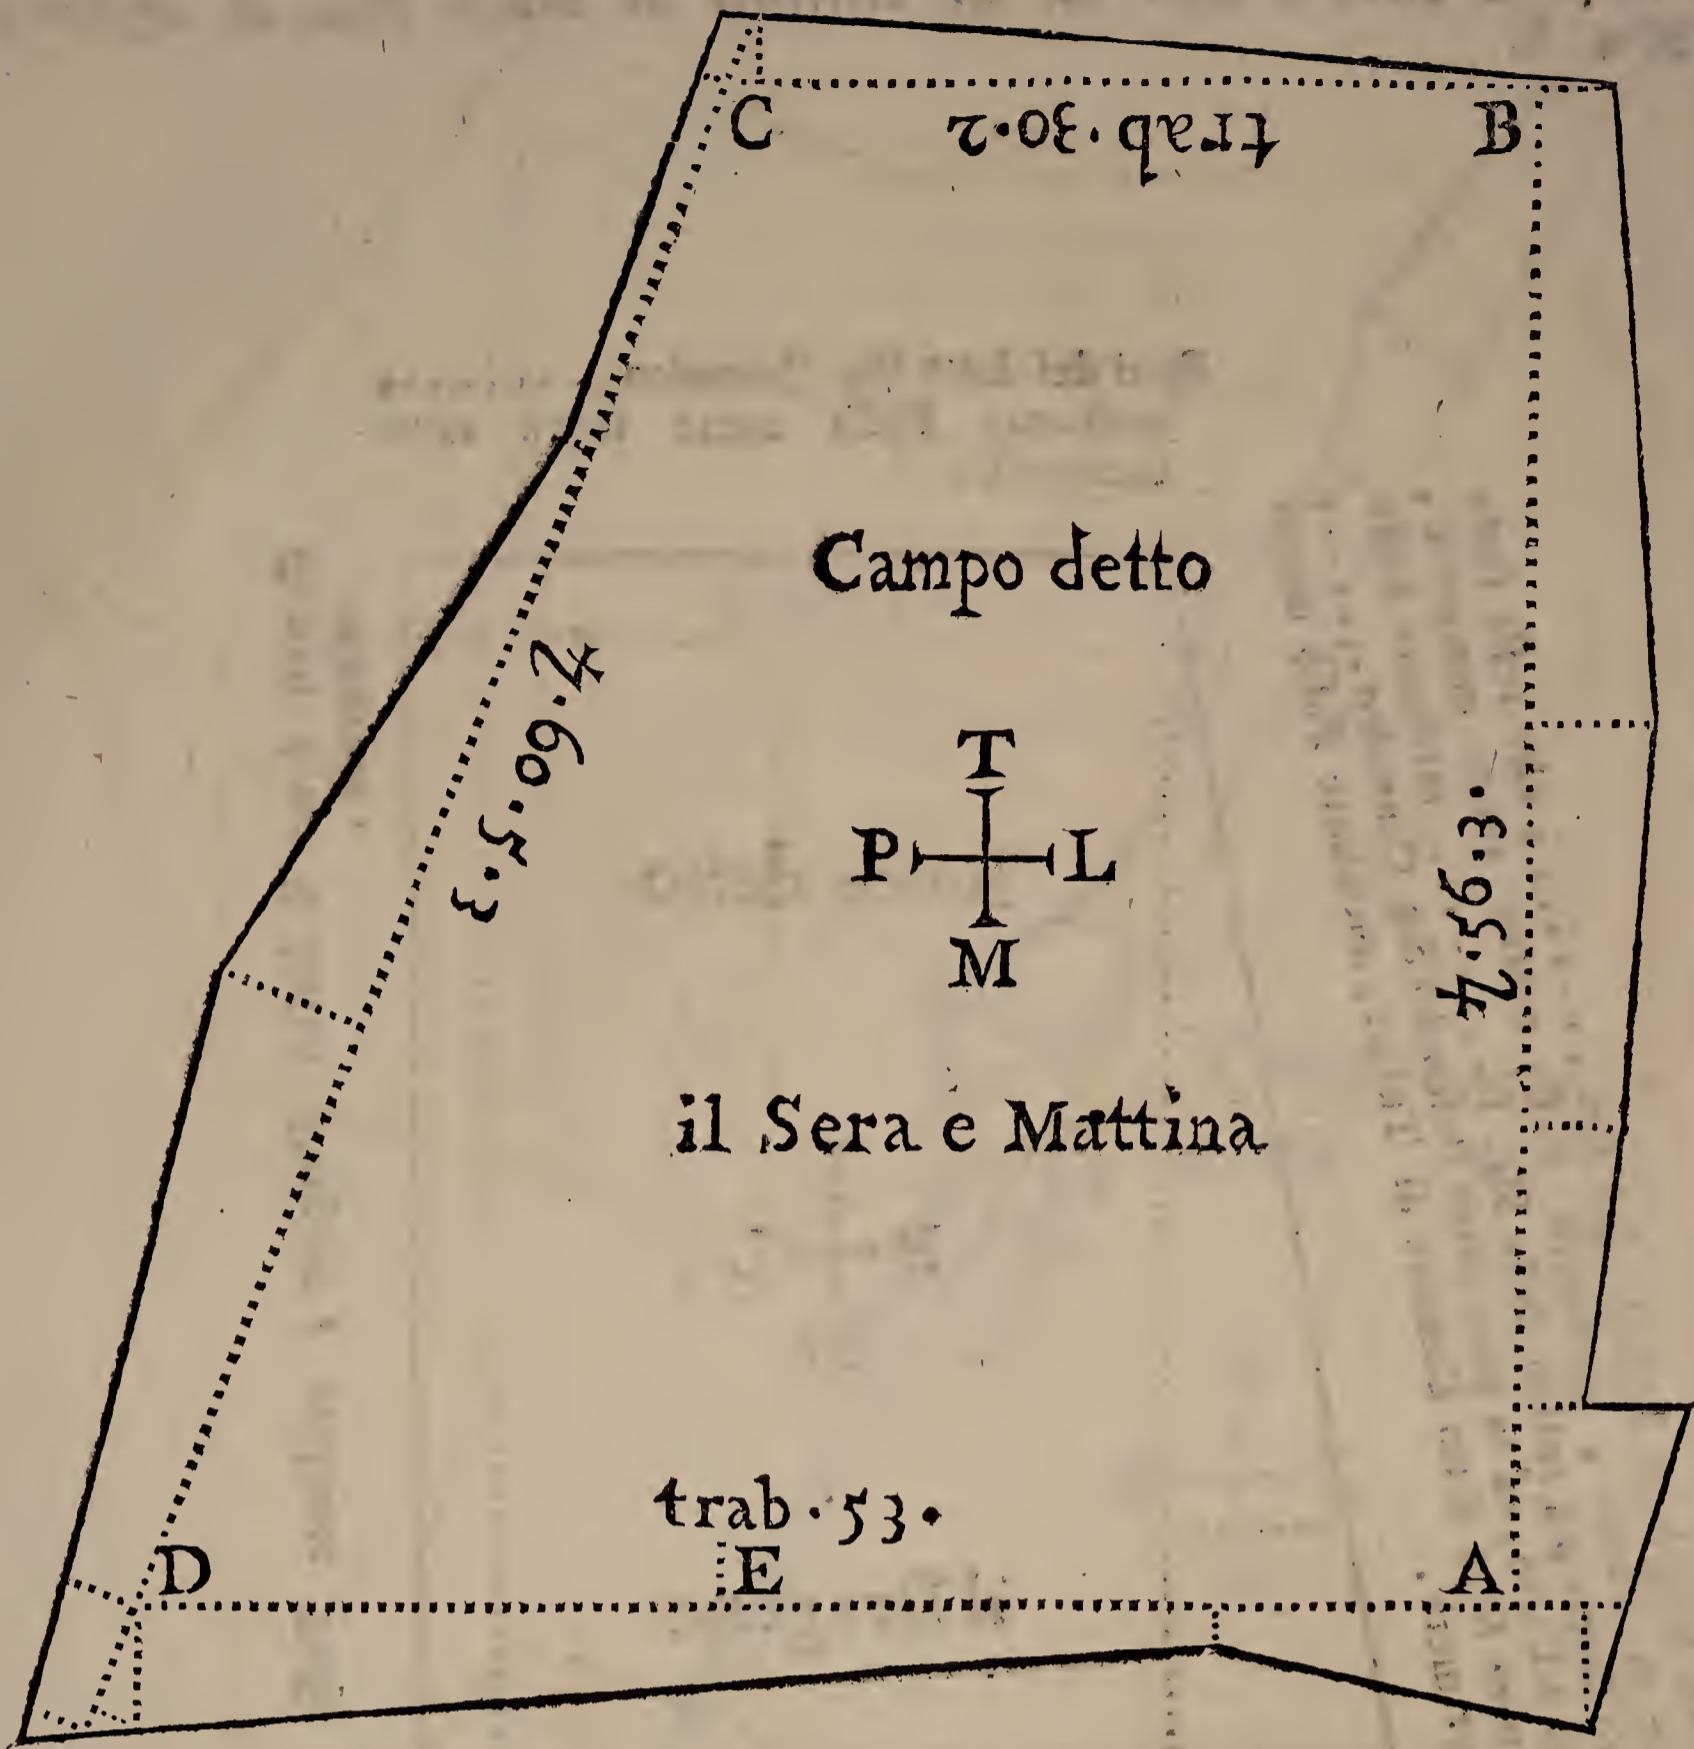 C
trab·30·2
B
Campo detto
T
P L
M
il Sera e Mattina
trab·53·
D
E
A